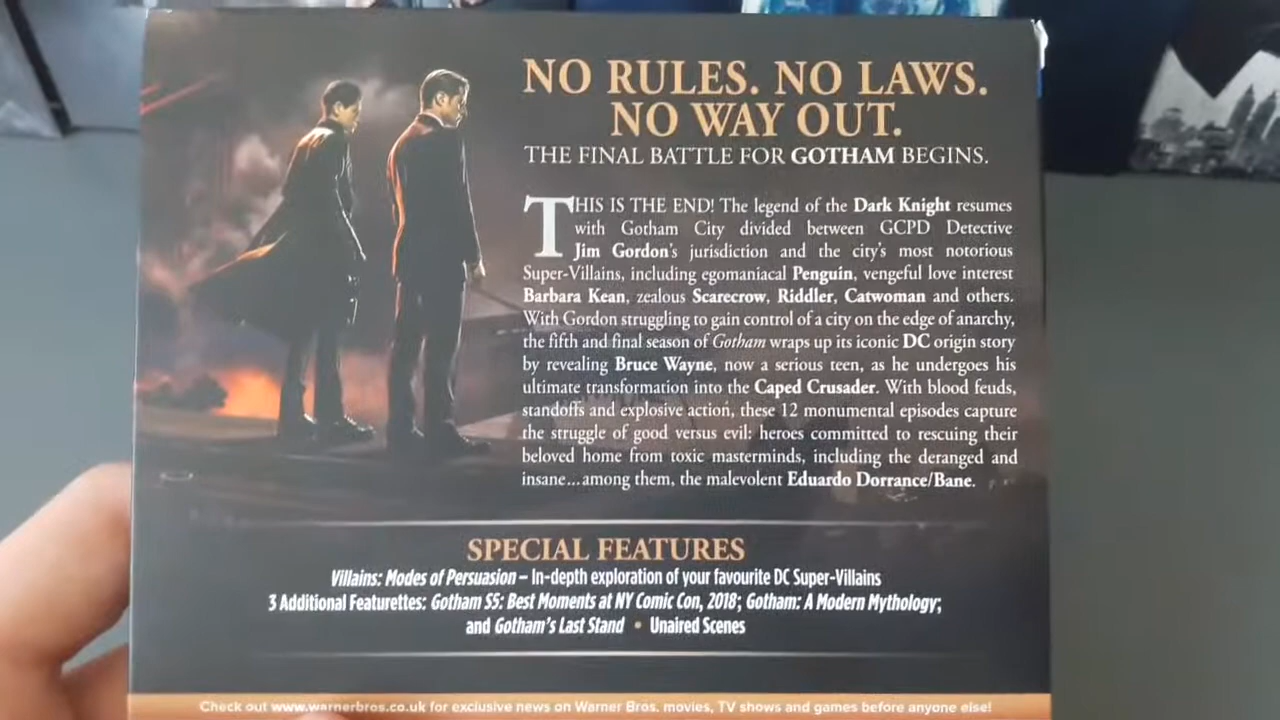 NO RULES. NO LAWS.
NO WAY OUT.
THE FINAL BATTLE FOR GOTHAM BEGINS.
THIS IS THE END! The legend of the Dark Knight resumes
with Gotham City divided between GCPD Detective
Jim Gordon's jurisdiction and the city's most notorious
Super-Villains, including egomaniacal Penguin, vengeful love interest
Barbara Kean, zealous Scarecrow, Riddler, Catwoman and others.
With Gordon struggling to gain control of a city on the edge of anarchy,
the fifth and final season of Gotham wraps up its iconic DC origin story
by revealing Bruce Wayne, now a serious teen, as he undergoes his
ultimate transformation into the Caped Crusader. With blood feuds,
standoffs and explosive action, these 12 monumental episodes capture
the struggle of good versus evil: heroes committed to rescuing their
beloved home from toxic masterminds, including the deranged and
insane...among them, the malevolent Eduardo Dorrance/Bane.
SPECIAL FEATURES
Villains: Modes of Persuasion – In-depth exploration of your favourite DC Super-Villains
3 Additional Featurettes: Gotham S5: Best Moments at NY Comic Con, 2018; Gotham: A Modern Mythology;
and Gotham's Last Stand • Unaired Scenes
Check out www.warnerbros.co.uk for exclusive news on Warner Bros. movies, TV shows and games before anyone else!